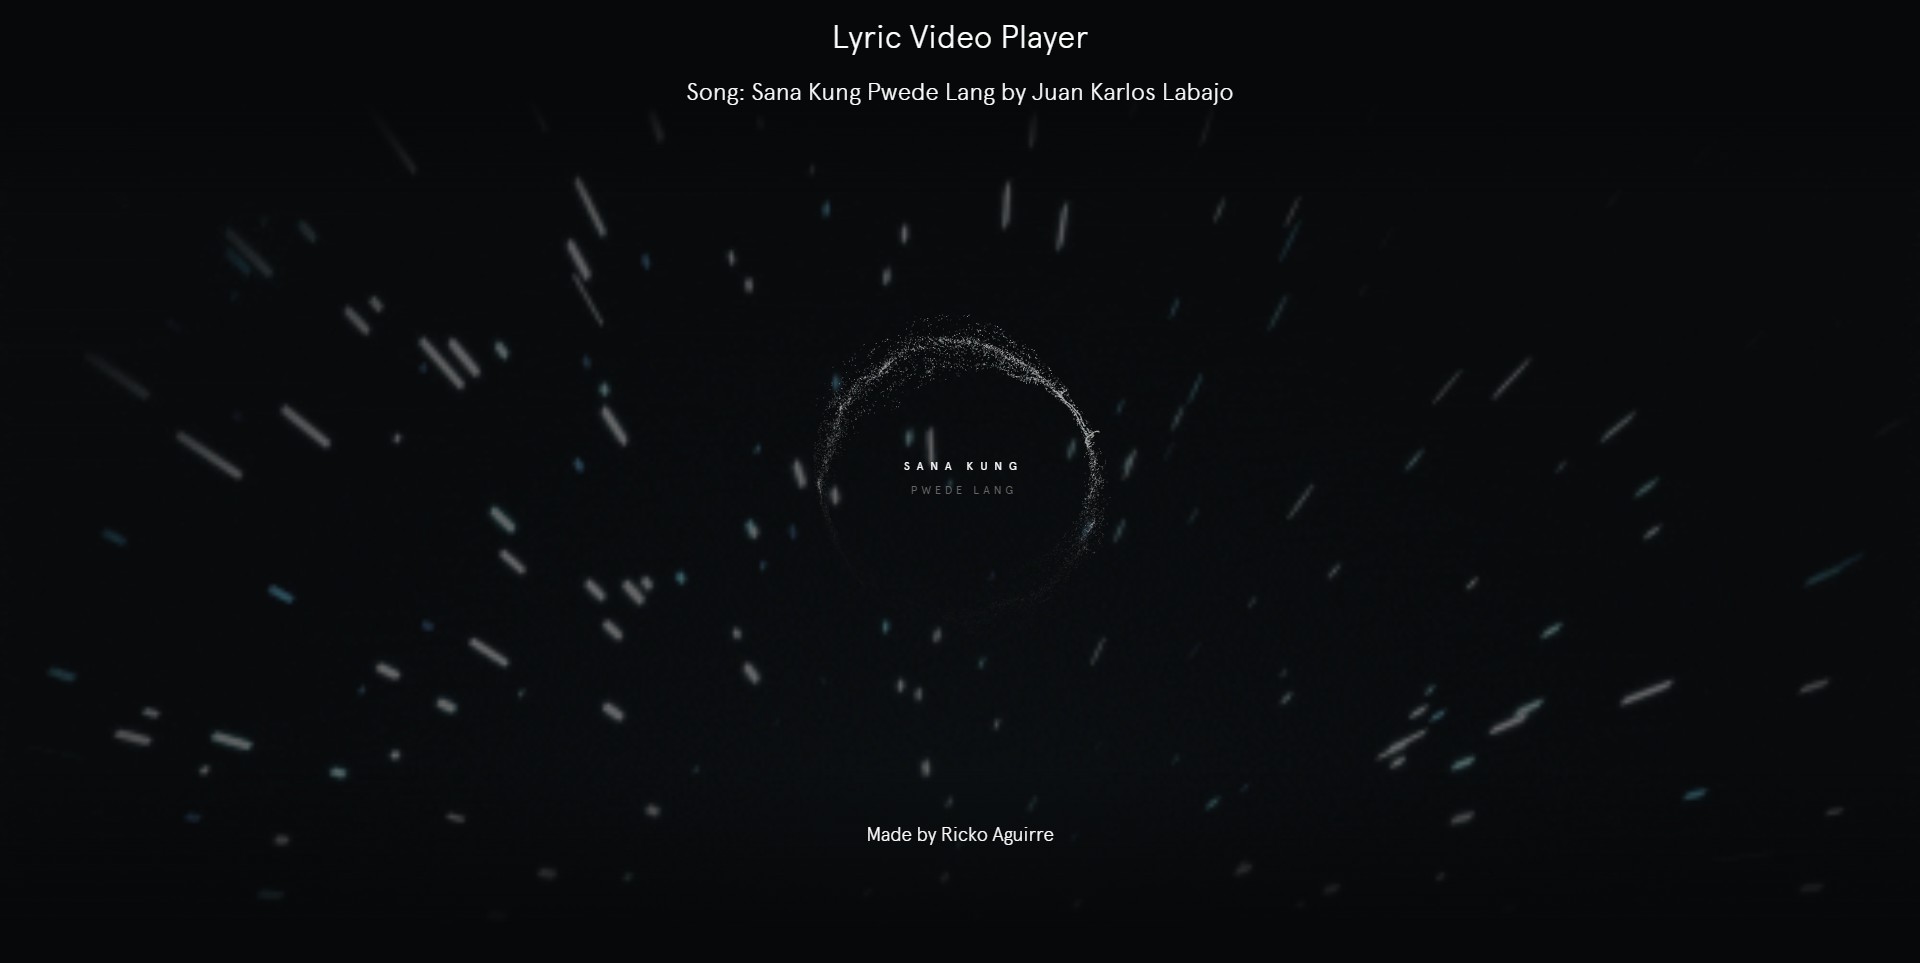 Lyric Video Player
Song: Sana Kung Pwede Lang by Juan Karlos Labajo
SANA KUNG
PWEDE LANG
Made by Ricko Aguirre